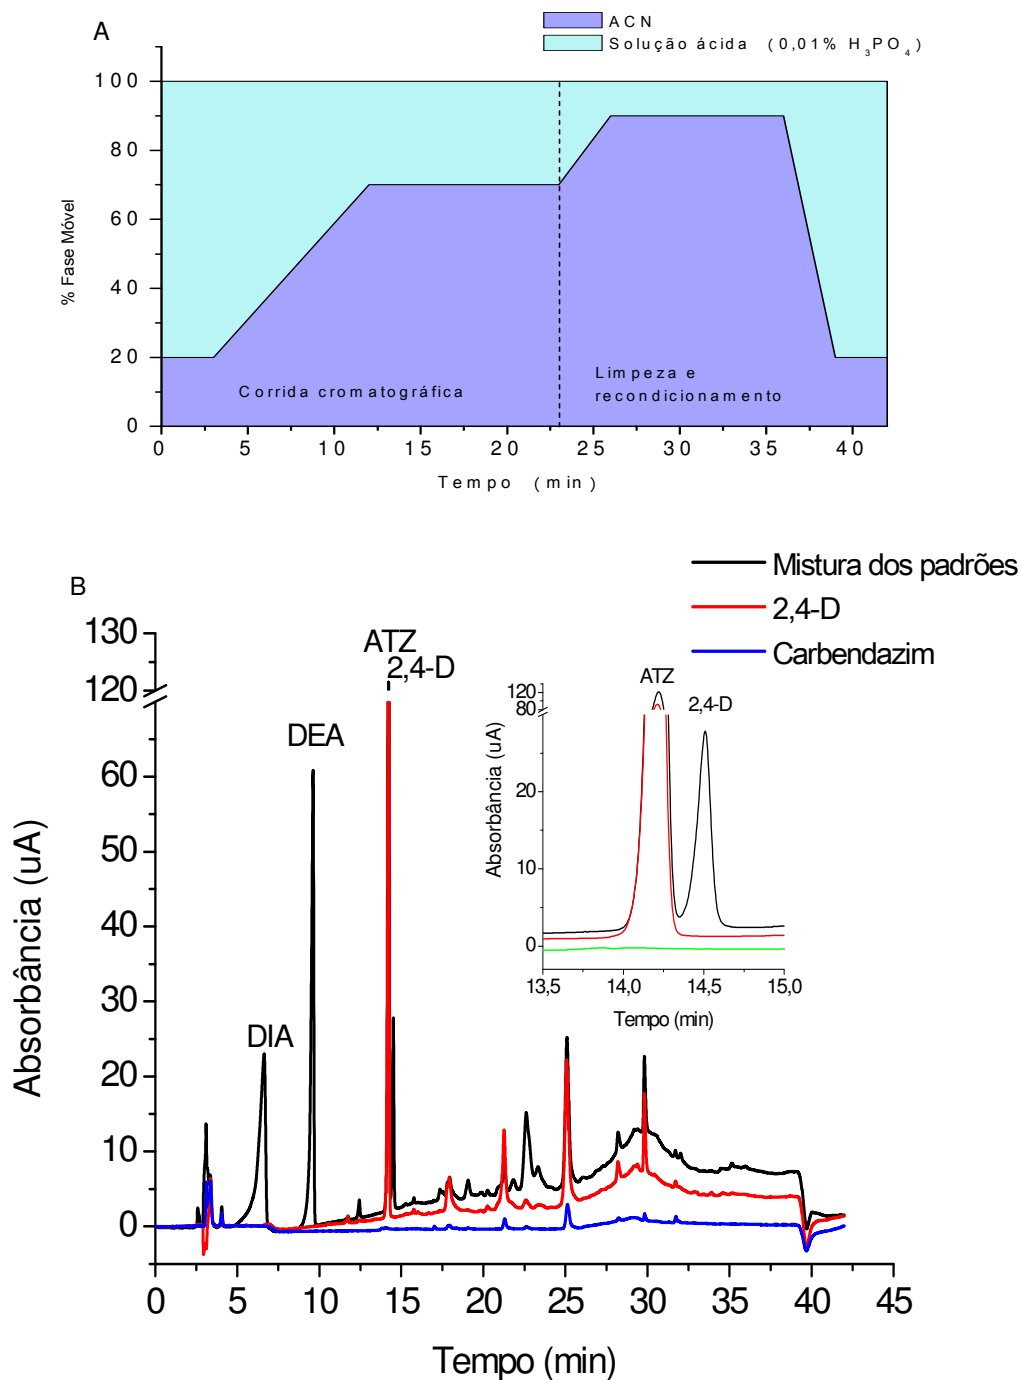 A
ACN
Solução ácida (0,01% H₃PO₄)
% Fase Móvel
100
80
60
40
20
0
Corrida cromatográfica
Limpeza e
recondicionamento
0 5 10 15 20 25 30 35 40
Tempo (min)
B
Mistura dos padrões
2,4-D
Carbendazim
Absorbância (uA)
130
120
60
50
40
30
20
10
0
ATZ
2,4-D
DEA
DIA
Absorbância (uA)
120
80
20
10
0
ATZ
2,4-D
13,5 14,0 14,5 15,0
Tempo (min)
0 5 10 15 20 25 30 35 40 45
Tempo (min)